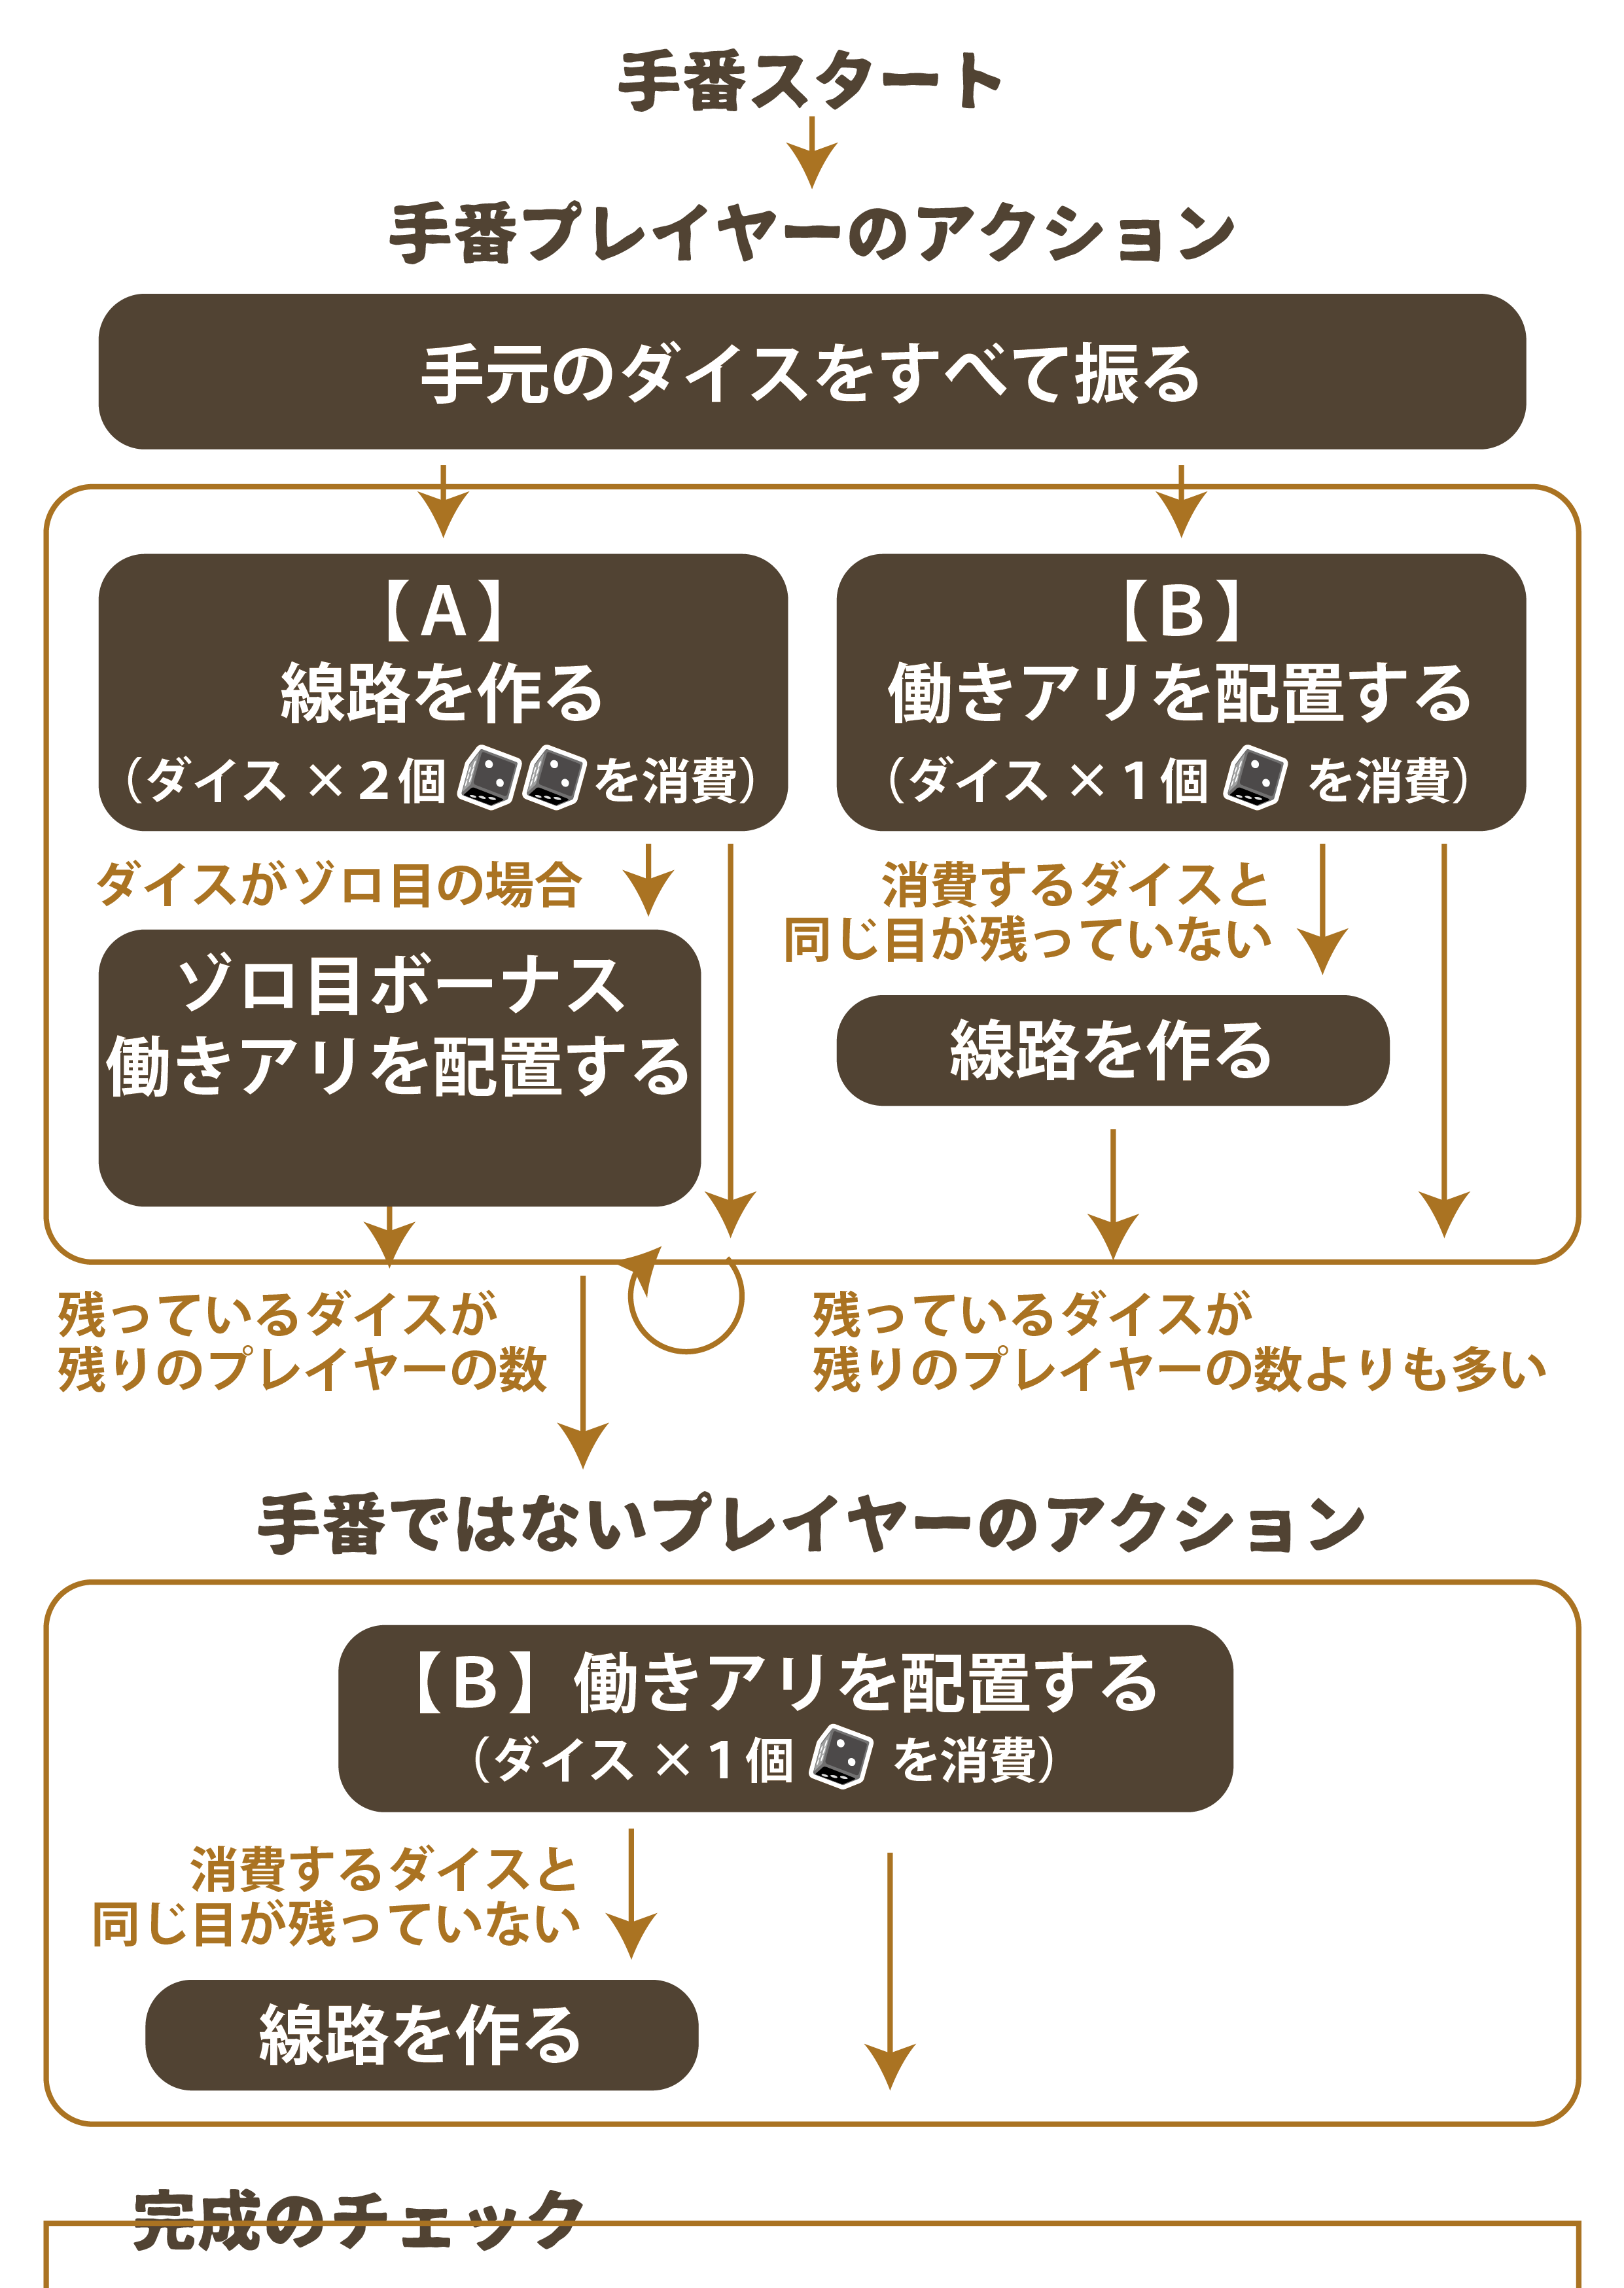 手番スタート
手番プレイヤーのアクション
手元のダイスをすべて振る
【A】
線路を作る
（ダイス ×２個 を消費）
【B】
働きアリを配置する
（ダイス ×１個 を消費）
ダイスがゾロ目の場合
ゾロ目ボーナス
働きアリを配置する
消費するダイスと
同じ目が残っていない
線路を作る
残っているダイスが
残りのプレイヤーの数
残っているダイスが
残りのプレイヤーの数よりも多い
手番ではないプレイヤーのアクション
【B】働きアリを配置する
（ダイス ×１個 を消費）
消費するダイスと
同じ目が残っていない
線路を作る
完成のチェック